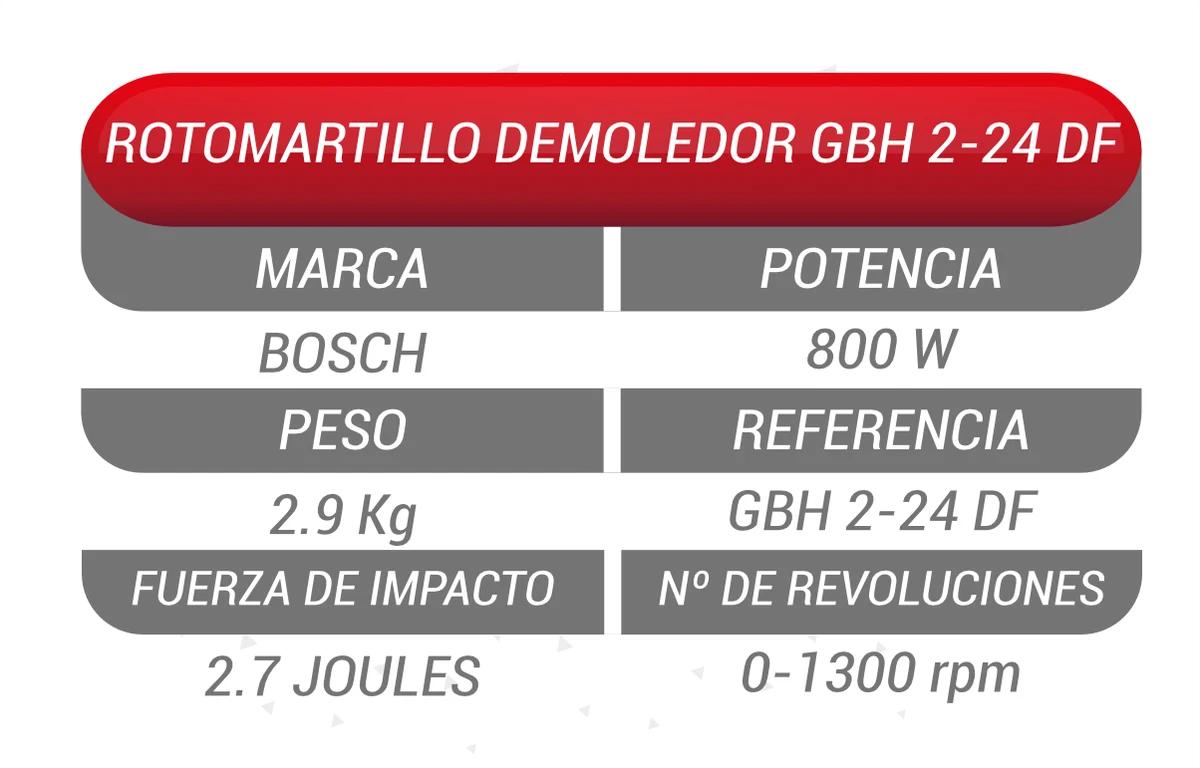 ROTOMARTILLO DEMOLEDOR GBH 2-24 DF
MARCA
POTENCIA
BOSCH
800 W
PESO
REFERENCIA
2.9 Kg
GBH 2-24 DF
FUERZA DE IMPACTO
Nº DE REVOLUCIONES
2.7 JOULES
0-1300 rpm